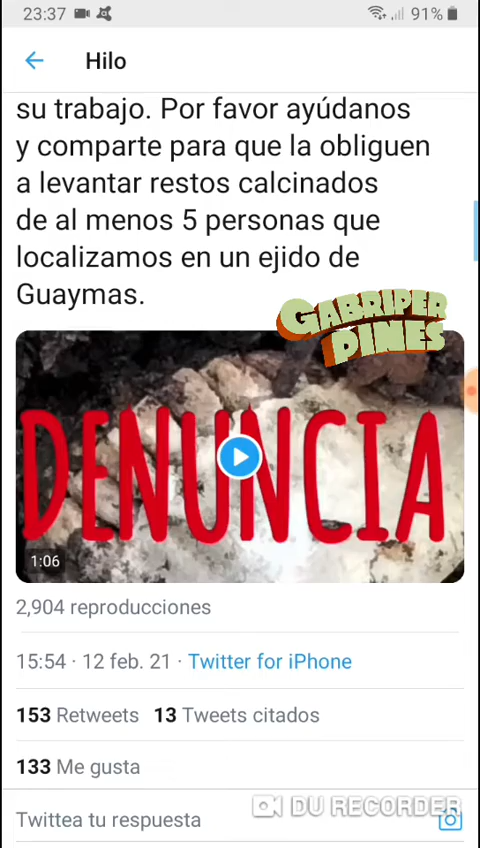 23:37
91%
Hilo
su trabajo. Por favor ayúdanos
y comparte para que la obliguen
a levantar restos calcinados
de al menos 5 personas que
localizamos en un ejido de
Guaymas.
GABRIPER
PINES
DENUNCIA
1:06
2,904 reproducciones
15:54 · 12 feb. 21 · Twitter for iPhone
153 Retweets 13 Tweets citados
133 Me gusta
DU RECORDER
Twittea tu respuesta